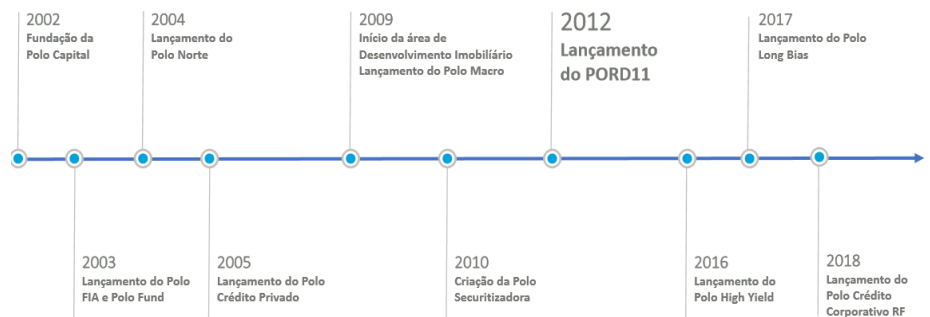 2002
Fundação da
Polo Capital
2004
Lançamento do
Polo Norte
2009
Início da área de
Desenvolvimento Imobilíário
Lançamento do Polo Macro
2012
Lançamento
do PORD11
2017
Lançamento do Polo
Long Bias
2003
Lançamento do Polo
FIA e Polo Fund
2005
Lançamento do Polo
Crédito Privado
2010
Criação da Polo
Securitizadora
2016
Lançamento do
Polo High Yield
2018
Lançamento do
Polo Crédito
Corporativo RF